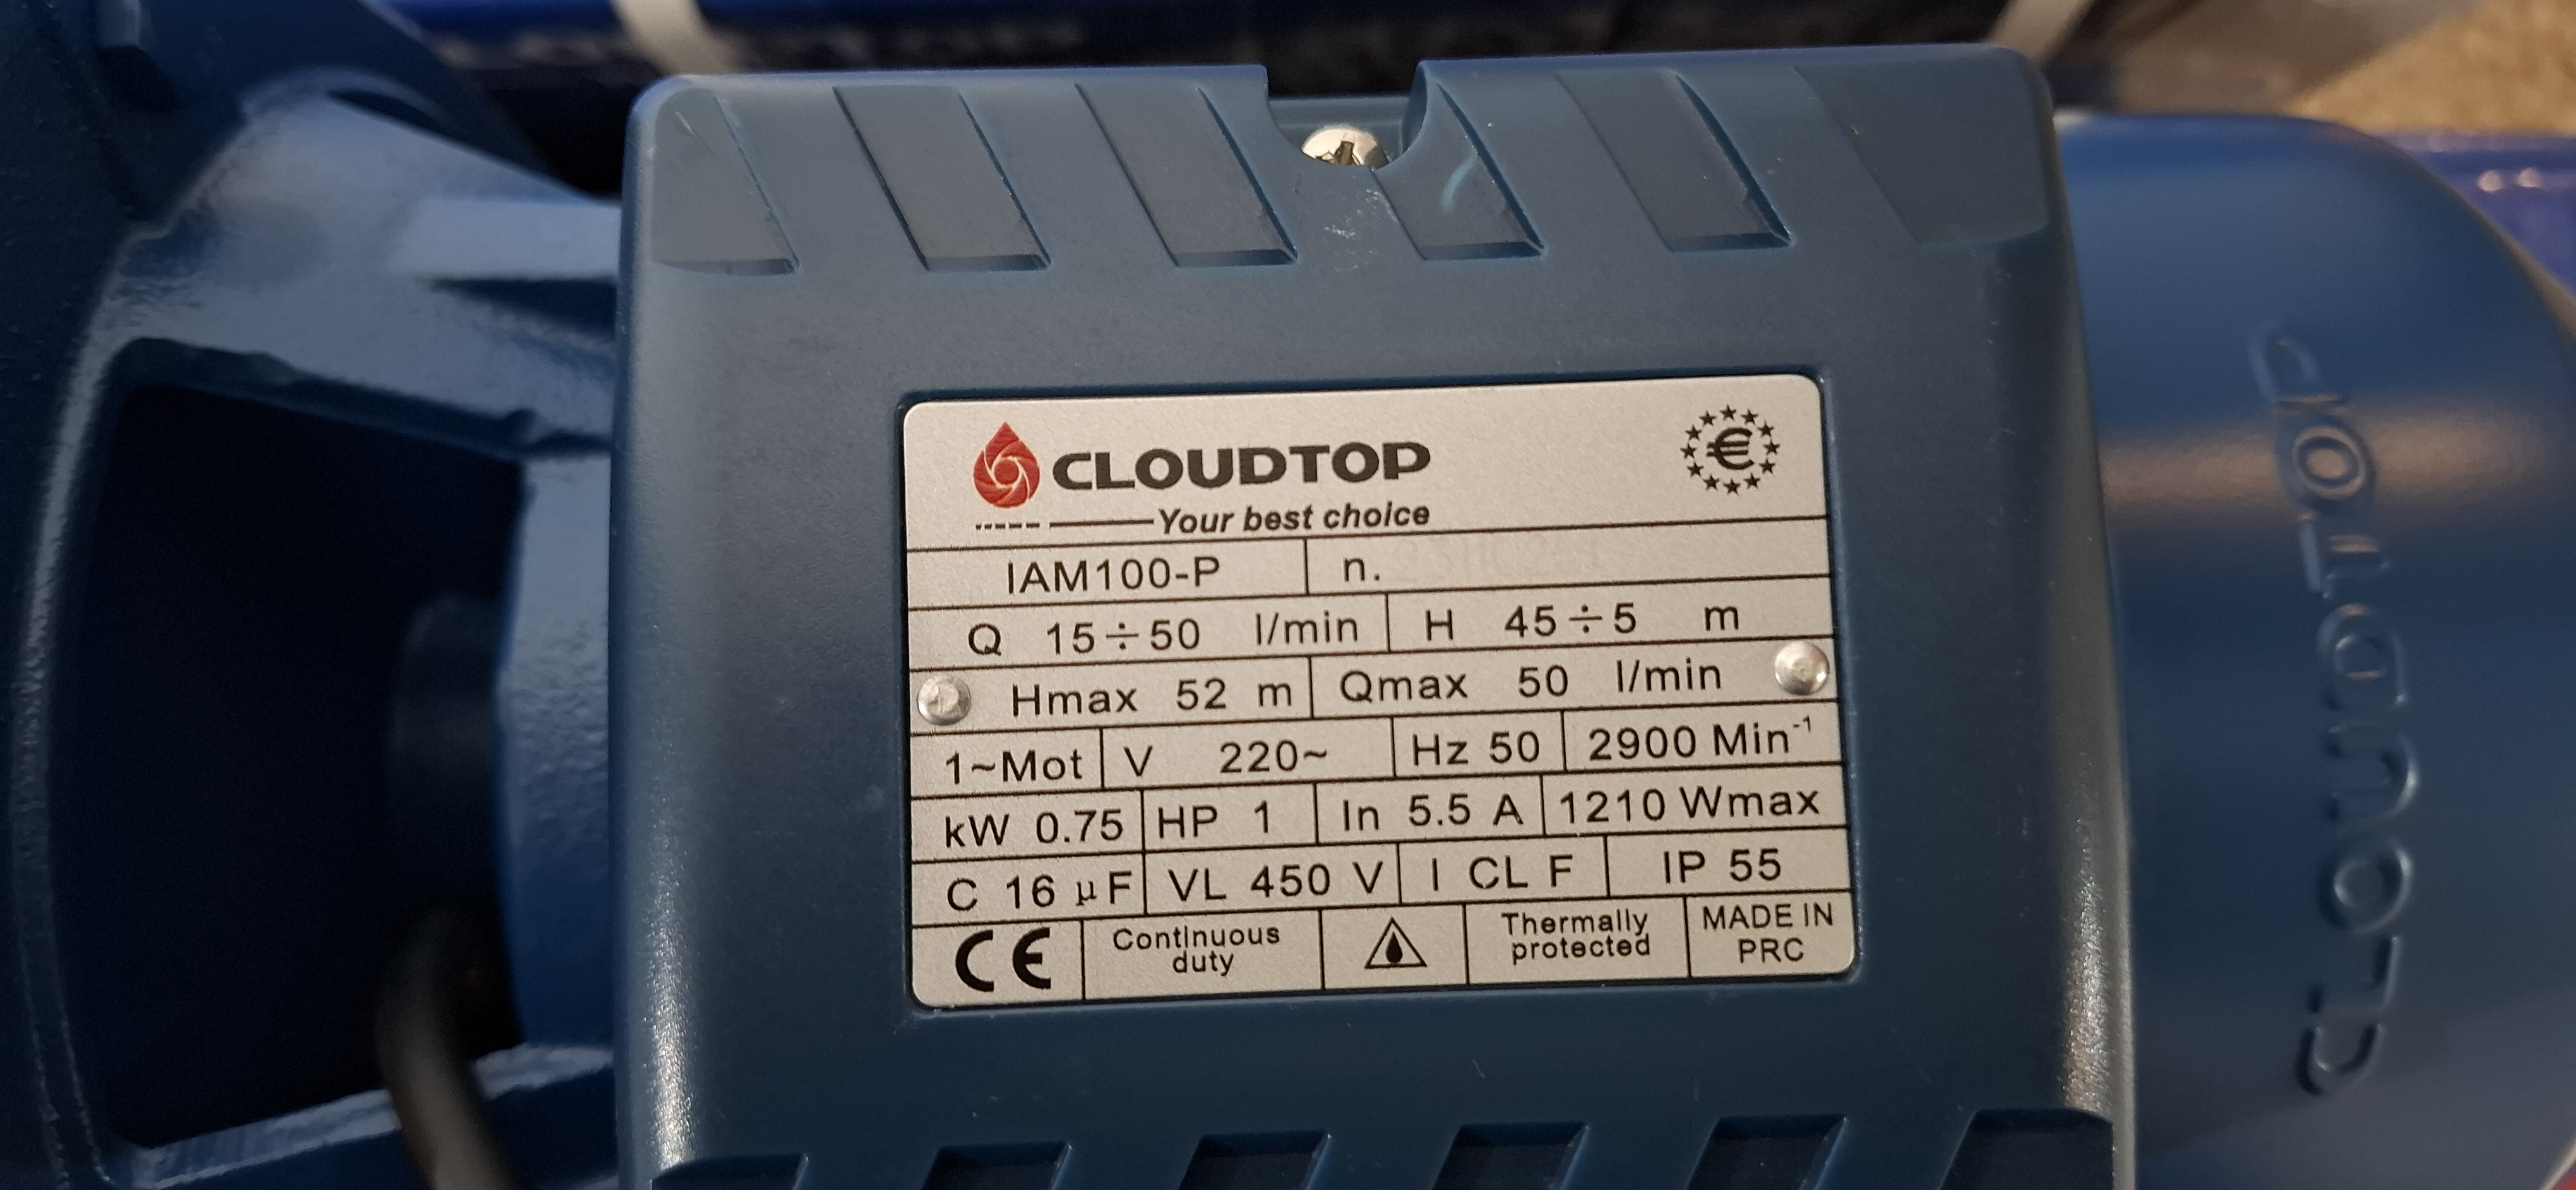 CLOUDTOP
€
Your best choice
IAM100-P n.
Q 15÷50 l/min H 45÷5 m
Hmax 52 m Qmax 50 l/min
1~Mot V 220~ Hz 50 2900 Min⁻¹
kW 0.75 HP 1 In 5.5 A 1210 Wmax
C 16 µF VL 450 V I CL F IP 55
CE Continuous duty Thermally protected MADE IN PRC
CLOUDTOP